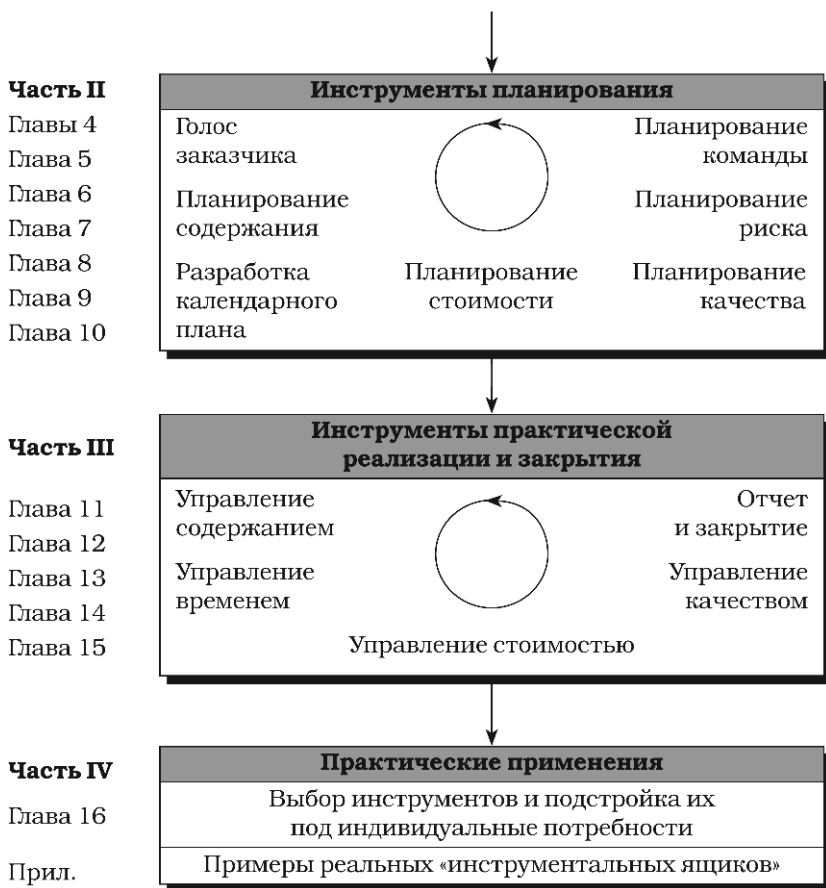 Часть II
Инструменты планирования
Главы 4
Глава 5
Глава 6
Глава 7
Глава 8
Глава 9
Глава 10
Голос
заказчика
Планирование
содержания
Разработка
календарного
плана
Планирование
стоимости
Планирование
команды
Планирование
риска
Планирование
качества
Часть III
Инструменты практической
реализации и закрытия
Глава 11
Глава 12
Глава 13
Глава 14
Глава 15
Управление
содержанием
Управление
временем
Управление стоимостью
Отчет
и закрытие
Управление
качеством
Часть IV
Практические применения
Глава 16
Выбор инструментов и подстройка их
под индивидуальные потребности
Прил.
Примеры реальных «инструментальных ящиков»